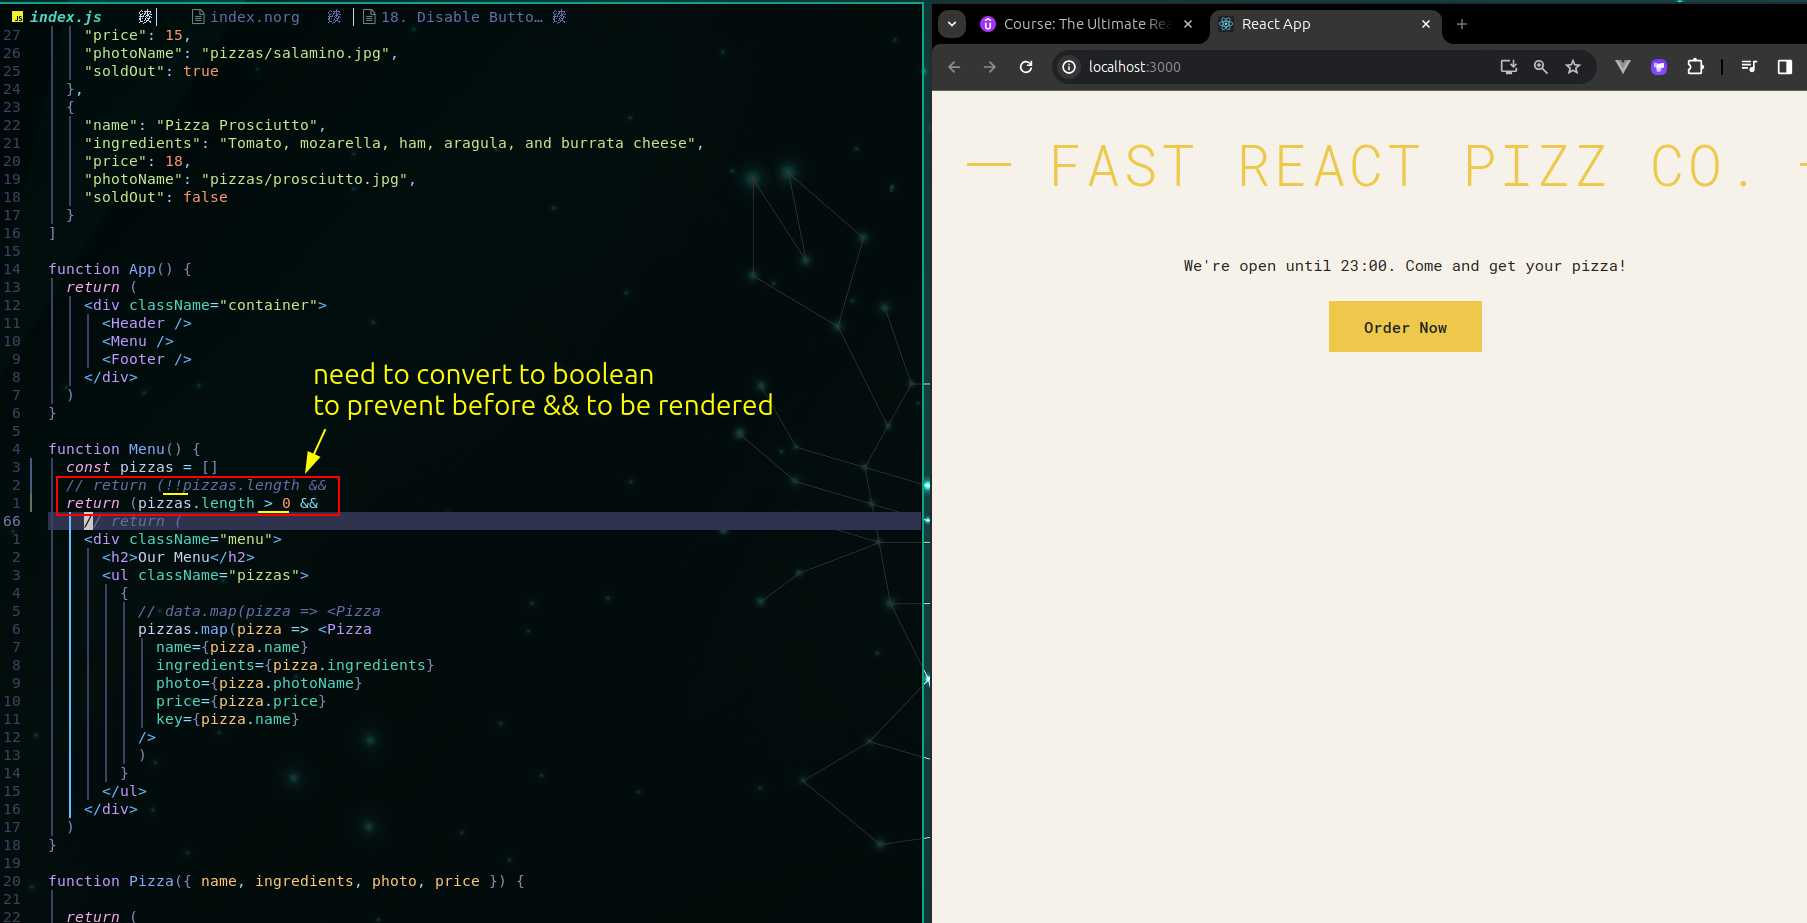 index.js
index.norg
18. Disable Butto…
27 "price": 15,
26 "photoName": "pizzas/salamino.jpg",
25 "soldOut": true
24 },
23 {
22 "name": "Pizza Prosciutto",
21 "ingredients": "Tomato, mozarella, ham, aragula, and burrata cheese",
20 "price": 18,
19 "photoName": "pizzas/prosciutto.jpg",
18 "soldOut": false
17 }
16 ]
15
14 function App() {
13 return (
12 <div className="container">
11 <Header />
10 <Menu />
9 <Footer />
8 </div>
7 )
6 }
5
4 function Menu() {
3 const pizzas = []
2 // return (!!pizzas.length &&
1 return (pizzas.length > 0 &&
66 // return (
1 <div className="menu">
2 <h2>Our Menu</h2>
3 <ul className="pizzas">
4 {
5 // data.map(pizza => <Pizza
6 pizzas.map(pizza => <Pizza
7 name={pizza.name}
8 ingredients={pizza.ingredients}
9 photo={pizza.photoName}
10 price={pizza.price}
11 key={pizza.name}
12 />
13 )
14 }
15 </ul>
16 </div>
17 )
18 }
19
20 function Pizza({ name, ingredients, photo, price }) {
21
22 return (
need to convert to boolean
to prevent before && to be rendered
Course: The Ultimate Rea
React App
localhost:3000
— FAST REACT PIZZ CO. —
We're open until 23:00. Come and get your pizza!
Order Now